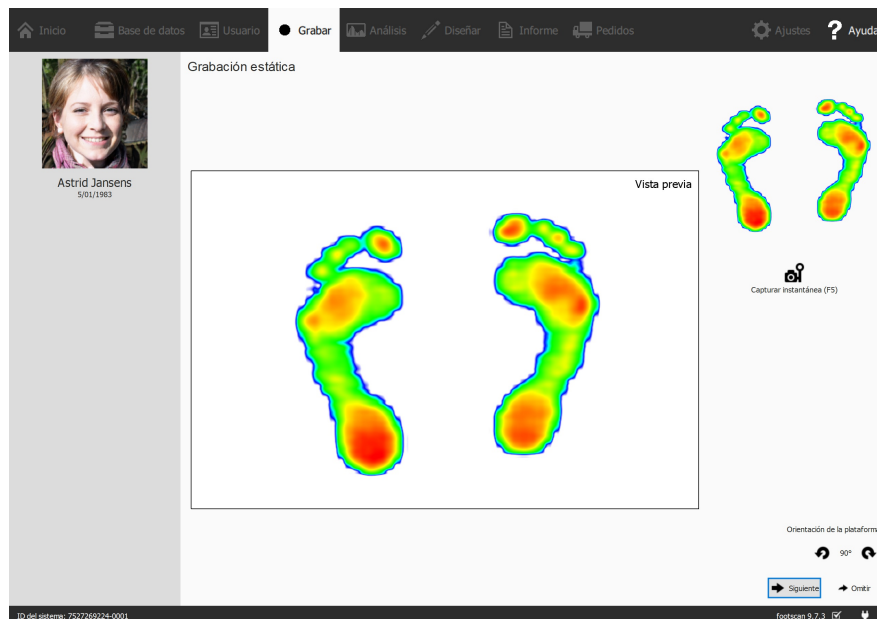 Inicio Base de datos Usuario Grabar Análisis Diseñar Informe Pedidos Ajustes ? Ayuda
Grabación estática
Astrid Jansens
5/01/1983
Vista previa
Capturar instantánea (F5)
Orientación de la plataforma
90°
Siguiente Omitir
ID del sistema: 7527269224-0001 footscan 9.7.3